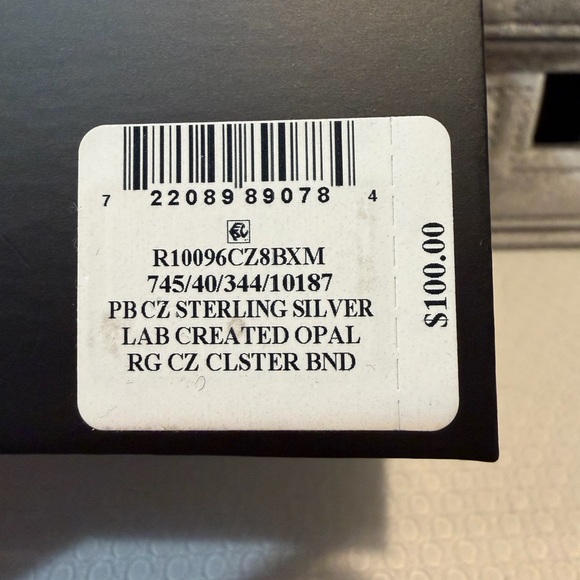 7 22089 89078 4
R10096CZ8BXM
745/40/344/10187
PB CZ STERLING SILVER
LAB CREATED OPAL
RG CZ CLSTER BND
$100.00